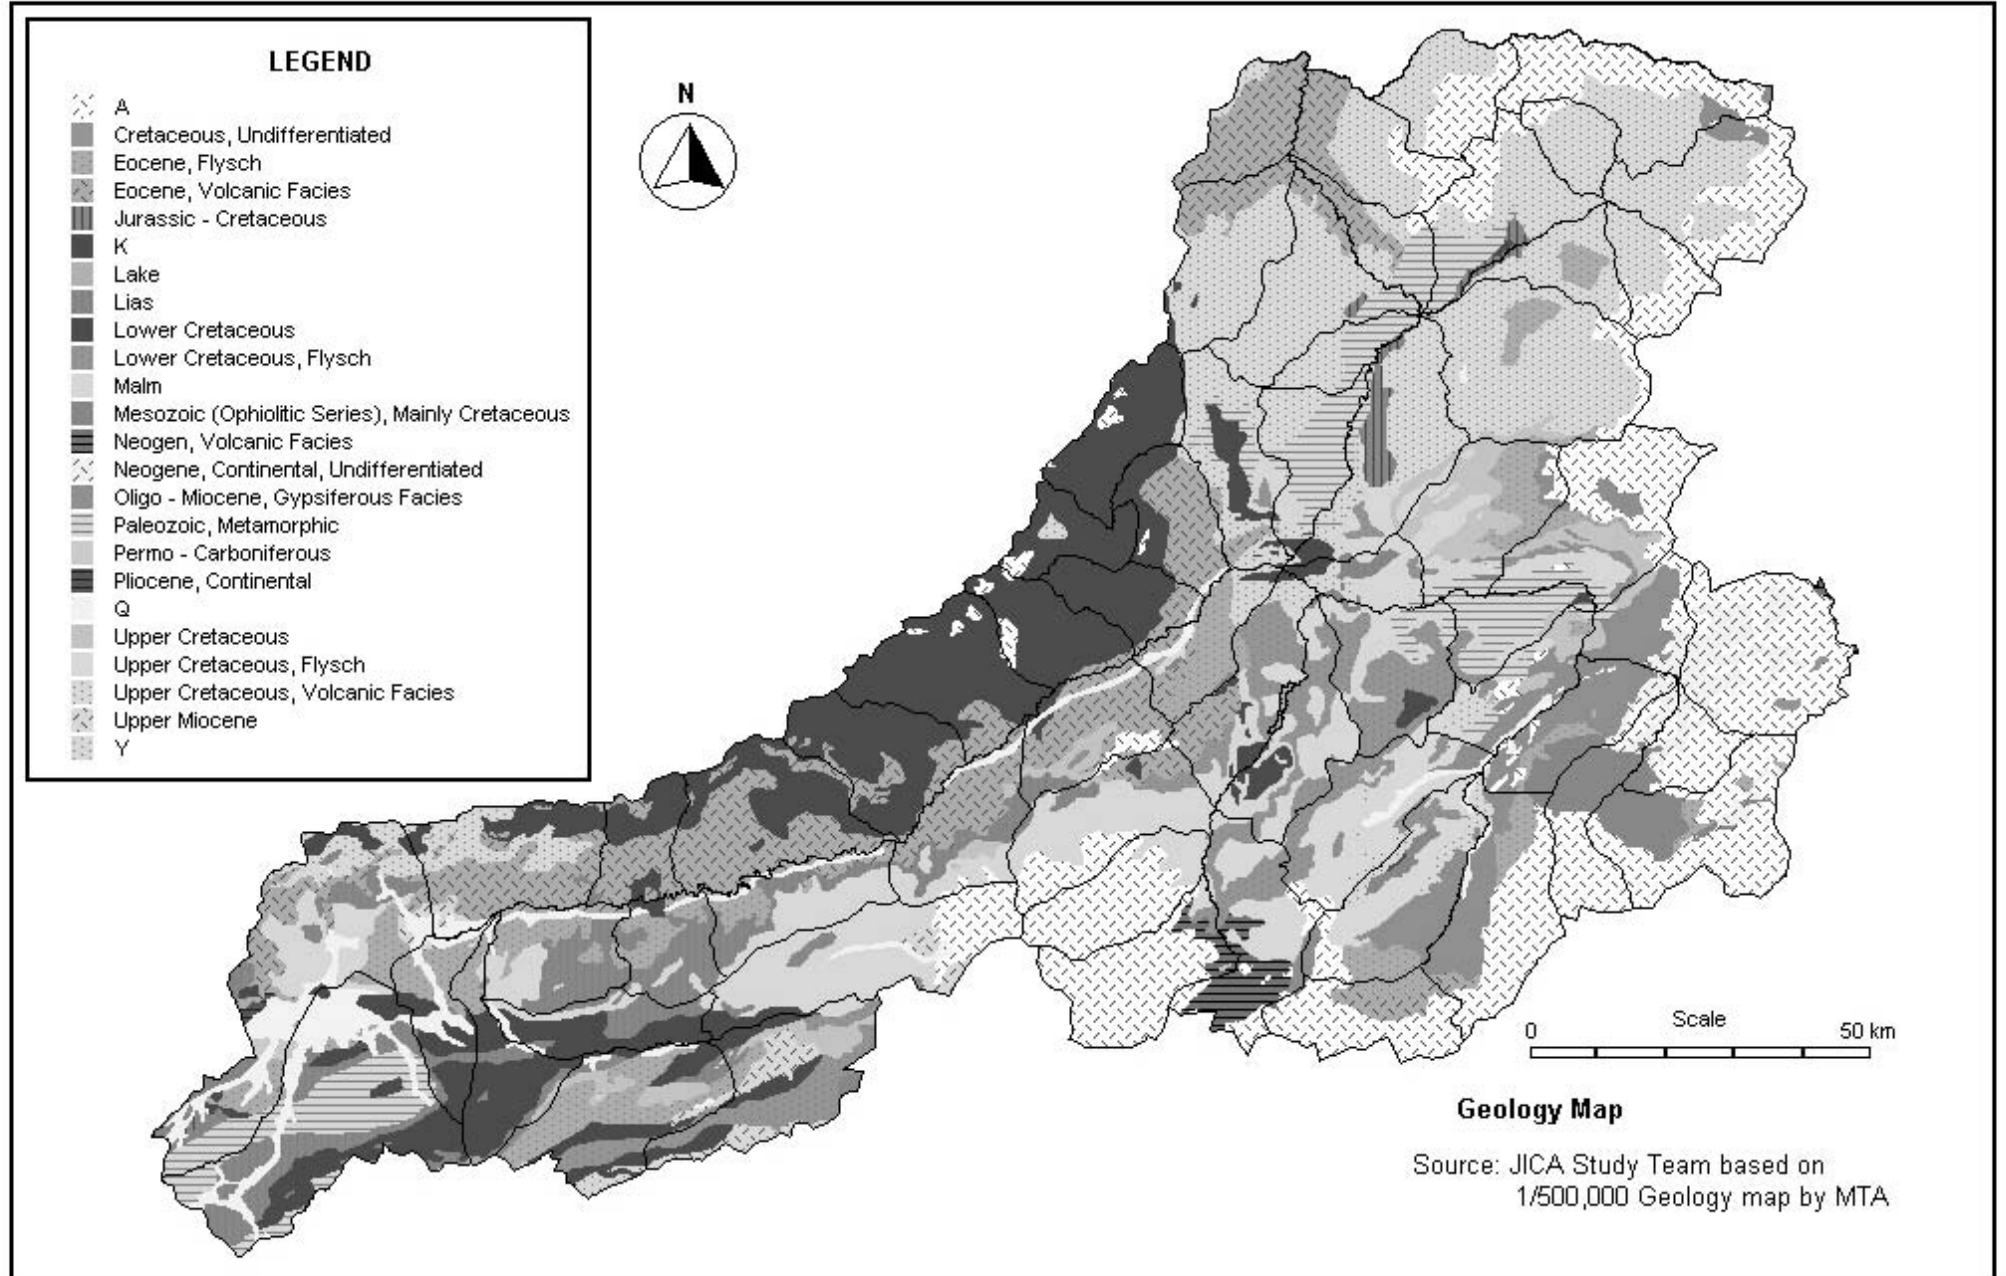 LEGEND
A
Cretaceous, Undifferentiated
Eocene, Flysch
Eocene, Volcanic Facies
Jurassic - Cretaceous
K
Lake
Lias
Lower Cretaceous
Lower Cretaceous, Flysch
Malm
Mesozoic (Ophiolitic Series), Mainly Cretaceous
Neogen, Volcanic Facies
Neogene, Continental, Undifferentiated
Oligo - Miocene, Gypsiferous Facies
Paleozoic, Metamorphic
Permo - Carboniferous
Pliocene, Continental
Q
Upper Cretaceous
Upper Cretaceous, Flysch
Upper Cretaceous, Volcanic Facies
Upper Miocene
Y
N
Scale
0 50 km
Geology Map
Source: JICA Study Team based on
1/500,000 Geology map by MTA